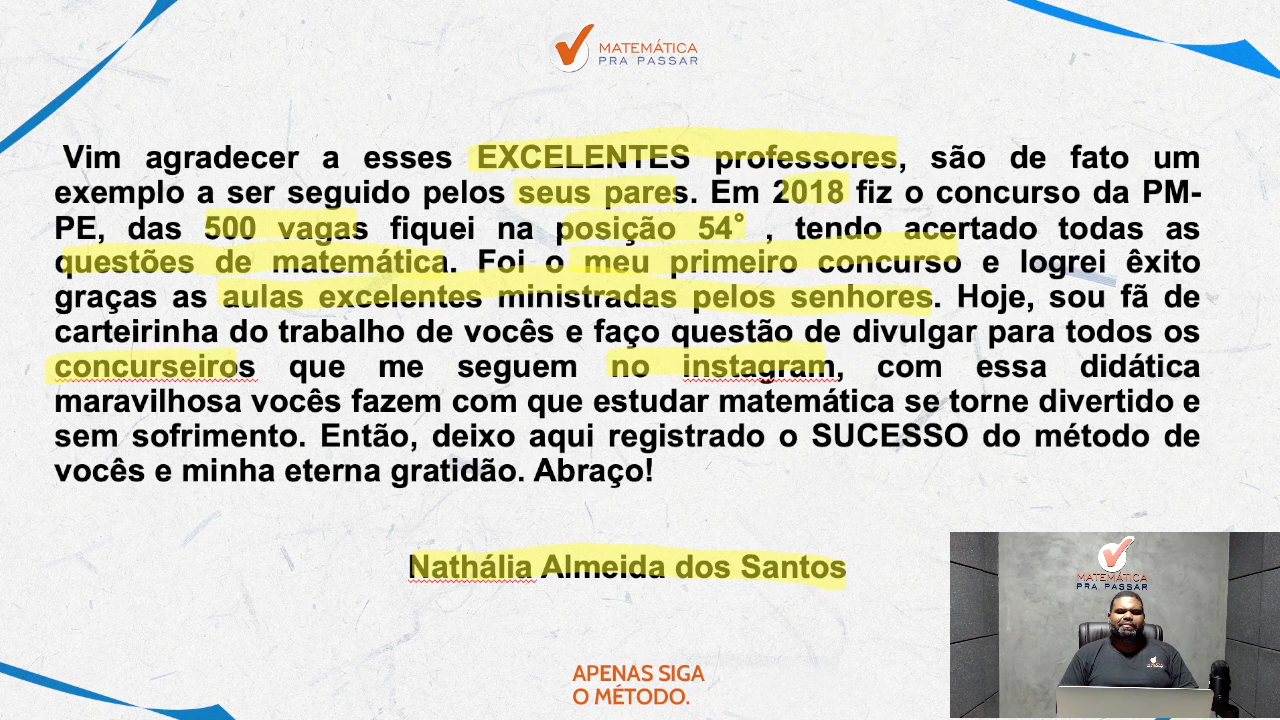 MATEMÁTICA
PRA PASSAR
Vim agradecer a esses EXCELENTES professores, são de fato um
exemplo a ser seguido pelos seus pares. Em 2018 fiz o concurso da PM-
PE, das 500 vagas fiquei na posição 54° , tendo acertado todas as
questões de matemática. Foi o meu primeiro concurso e logrei êxito
graças as aulas excelentes ministradas pelos senhores. Hoje, sou fã de
carteirinha do trabalho de vocês e faço questão de divulgar para todos os
concurseiros que me seguem no instagram, com essa didática
maravilhosa vocês fazem com que estudar matemática se torne divertido e
sem sofrimento. Então, deixo aqui registrado o SUCESSO do método de
vocês e minha eterna gratidão. Abraço!
Nathália Almeida dos Santos
MATEMÁTICA
PRA PASSAR
APENAS SIGA
O MÉTODO.